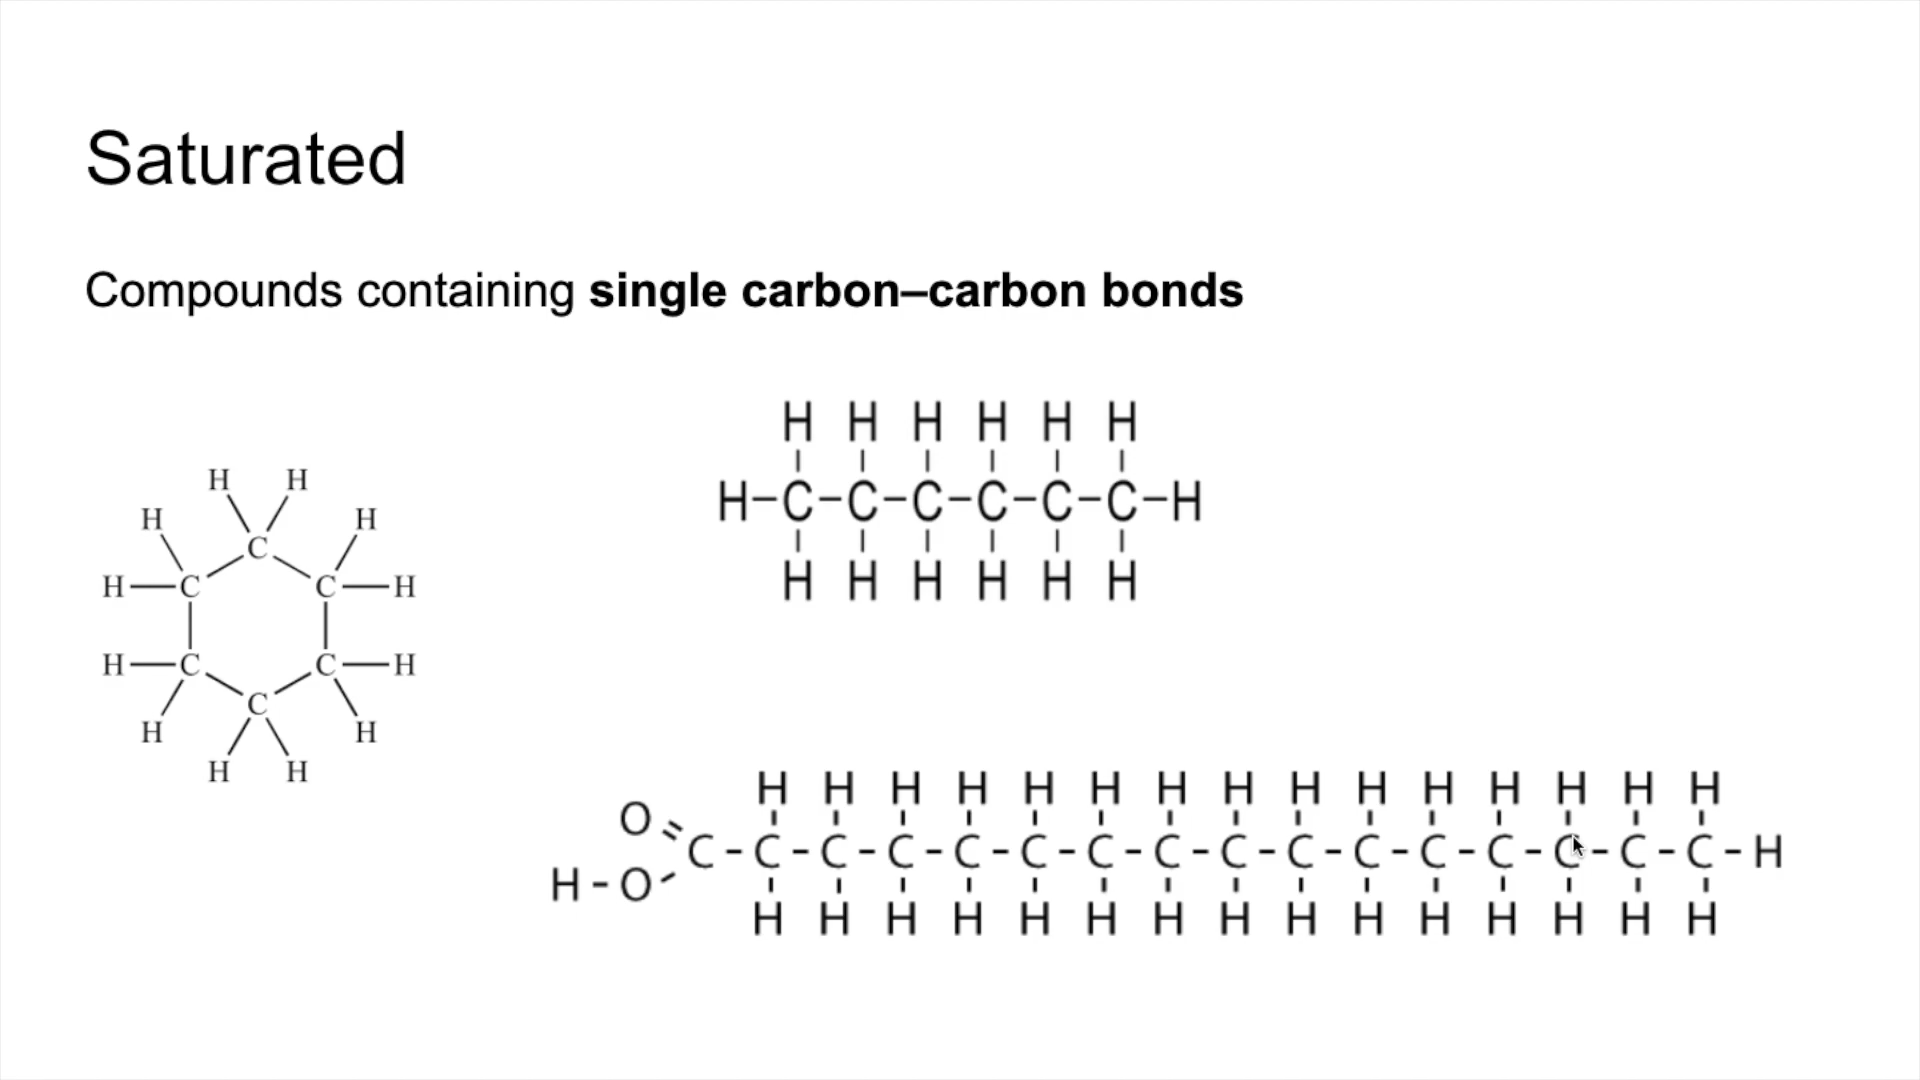 Saturated
Compounds containing single carbon–carbon bonds
H H
H H
C
H C C H
H C C H
C
H H
H H
H H H H H H
H-C-C-C-C-C-C-H
H H H H H H
H H H H H H H H H H H H H H H
O
C-C-C-C-C-C-C-C-C-C-C-C-C-C-C-C-H
H-O
H H H H H H H H H H H H H H H